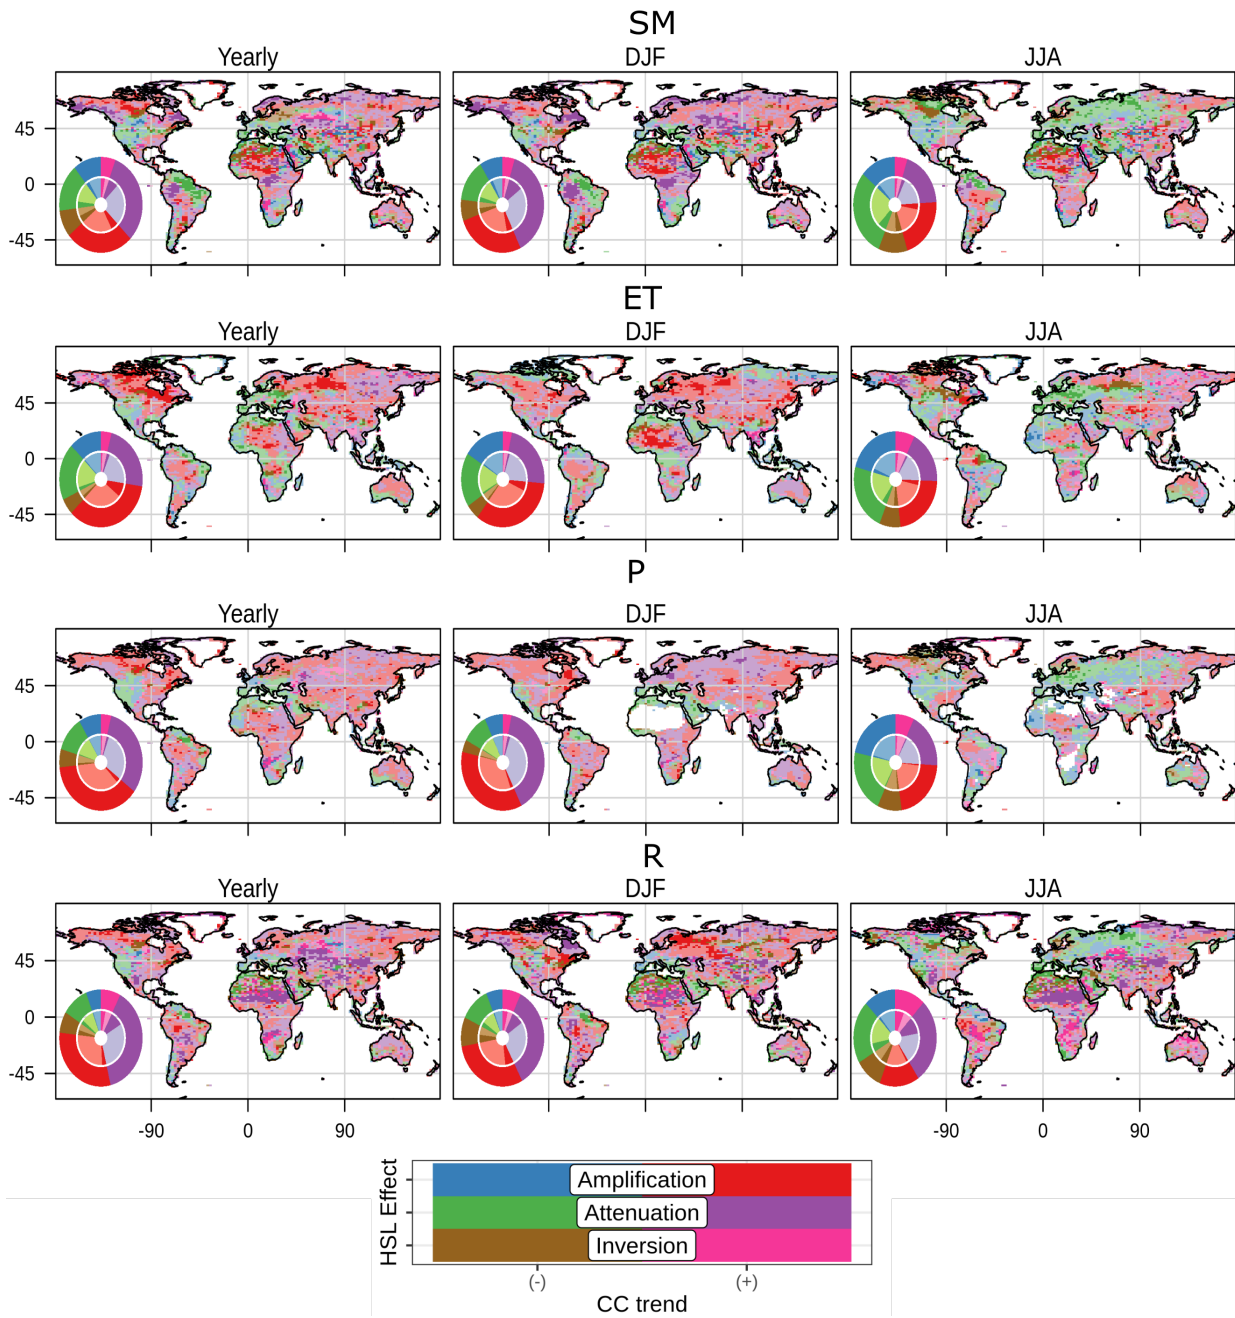 SM
Yearly DJF JJA
45
0
-45
ET
Yearly DJF JJA
45
0
-45
P
Yearly DJF JJA
45
0
-45
R
Yearly DJF JJA
45
0
-45
-90 0 90 -90 0 90
HSL Effect
Amplification
Attenuation
Inversion
(-) (+)
CC trend